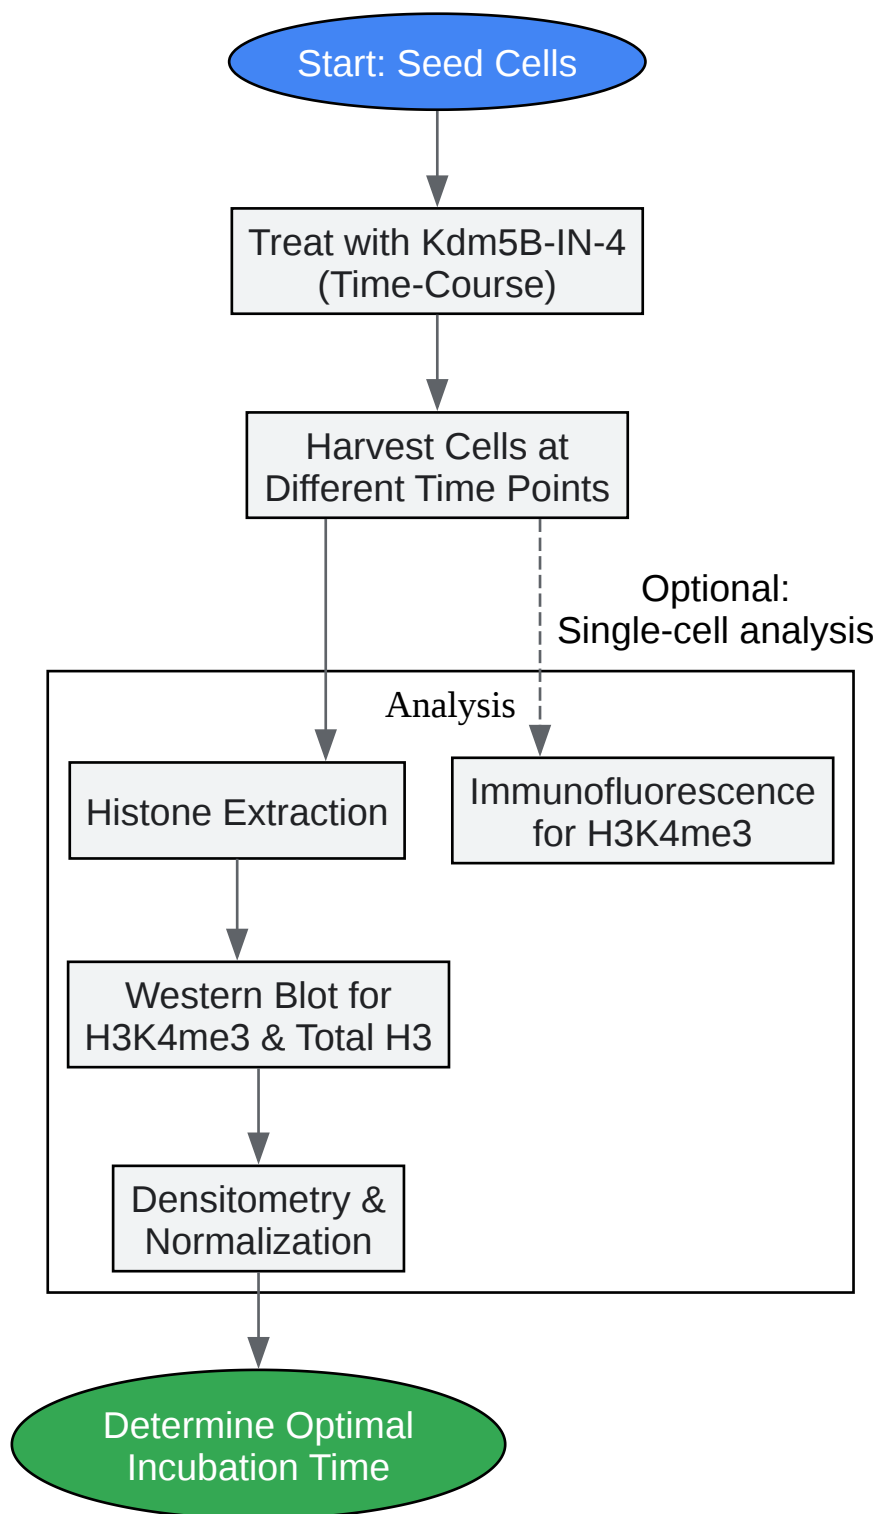 Start: Seed Cells
Treat with Kdm5B-IN-4
(Time-Course)
Harvest Cells at
Different Time Points
Optional:
Single-cell analysis
Analysis
Histone Extraction
Immunofluorescence
for H3K4me3
Western Blot for
H3K4me3 & Total H3
Densitometry &
Normalization
Determine Optimal
Incubation Time